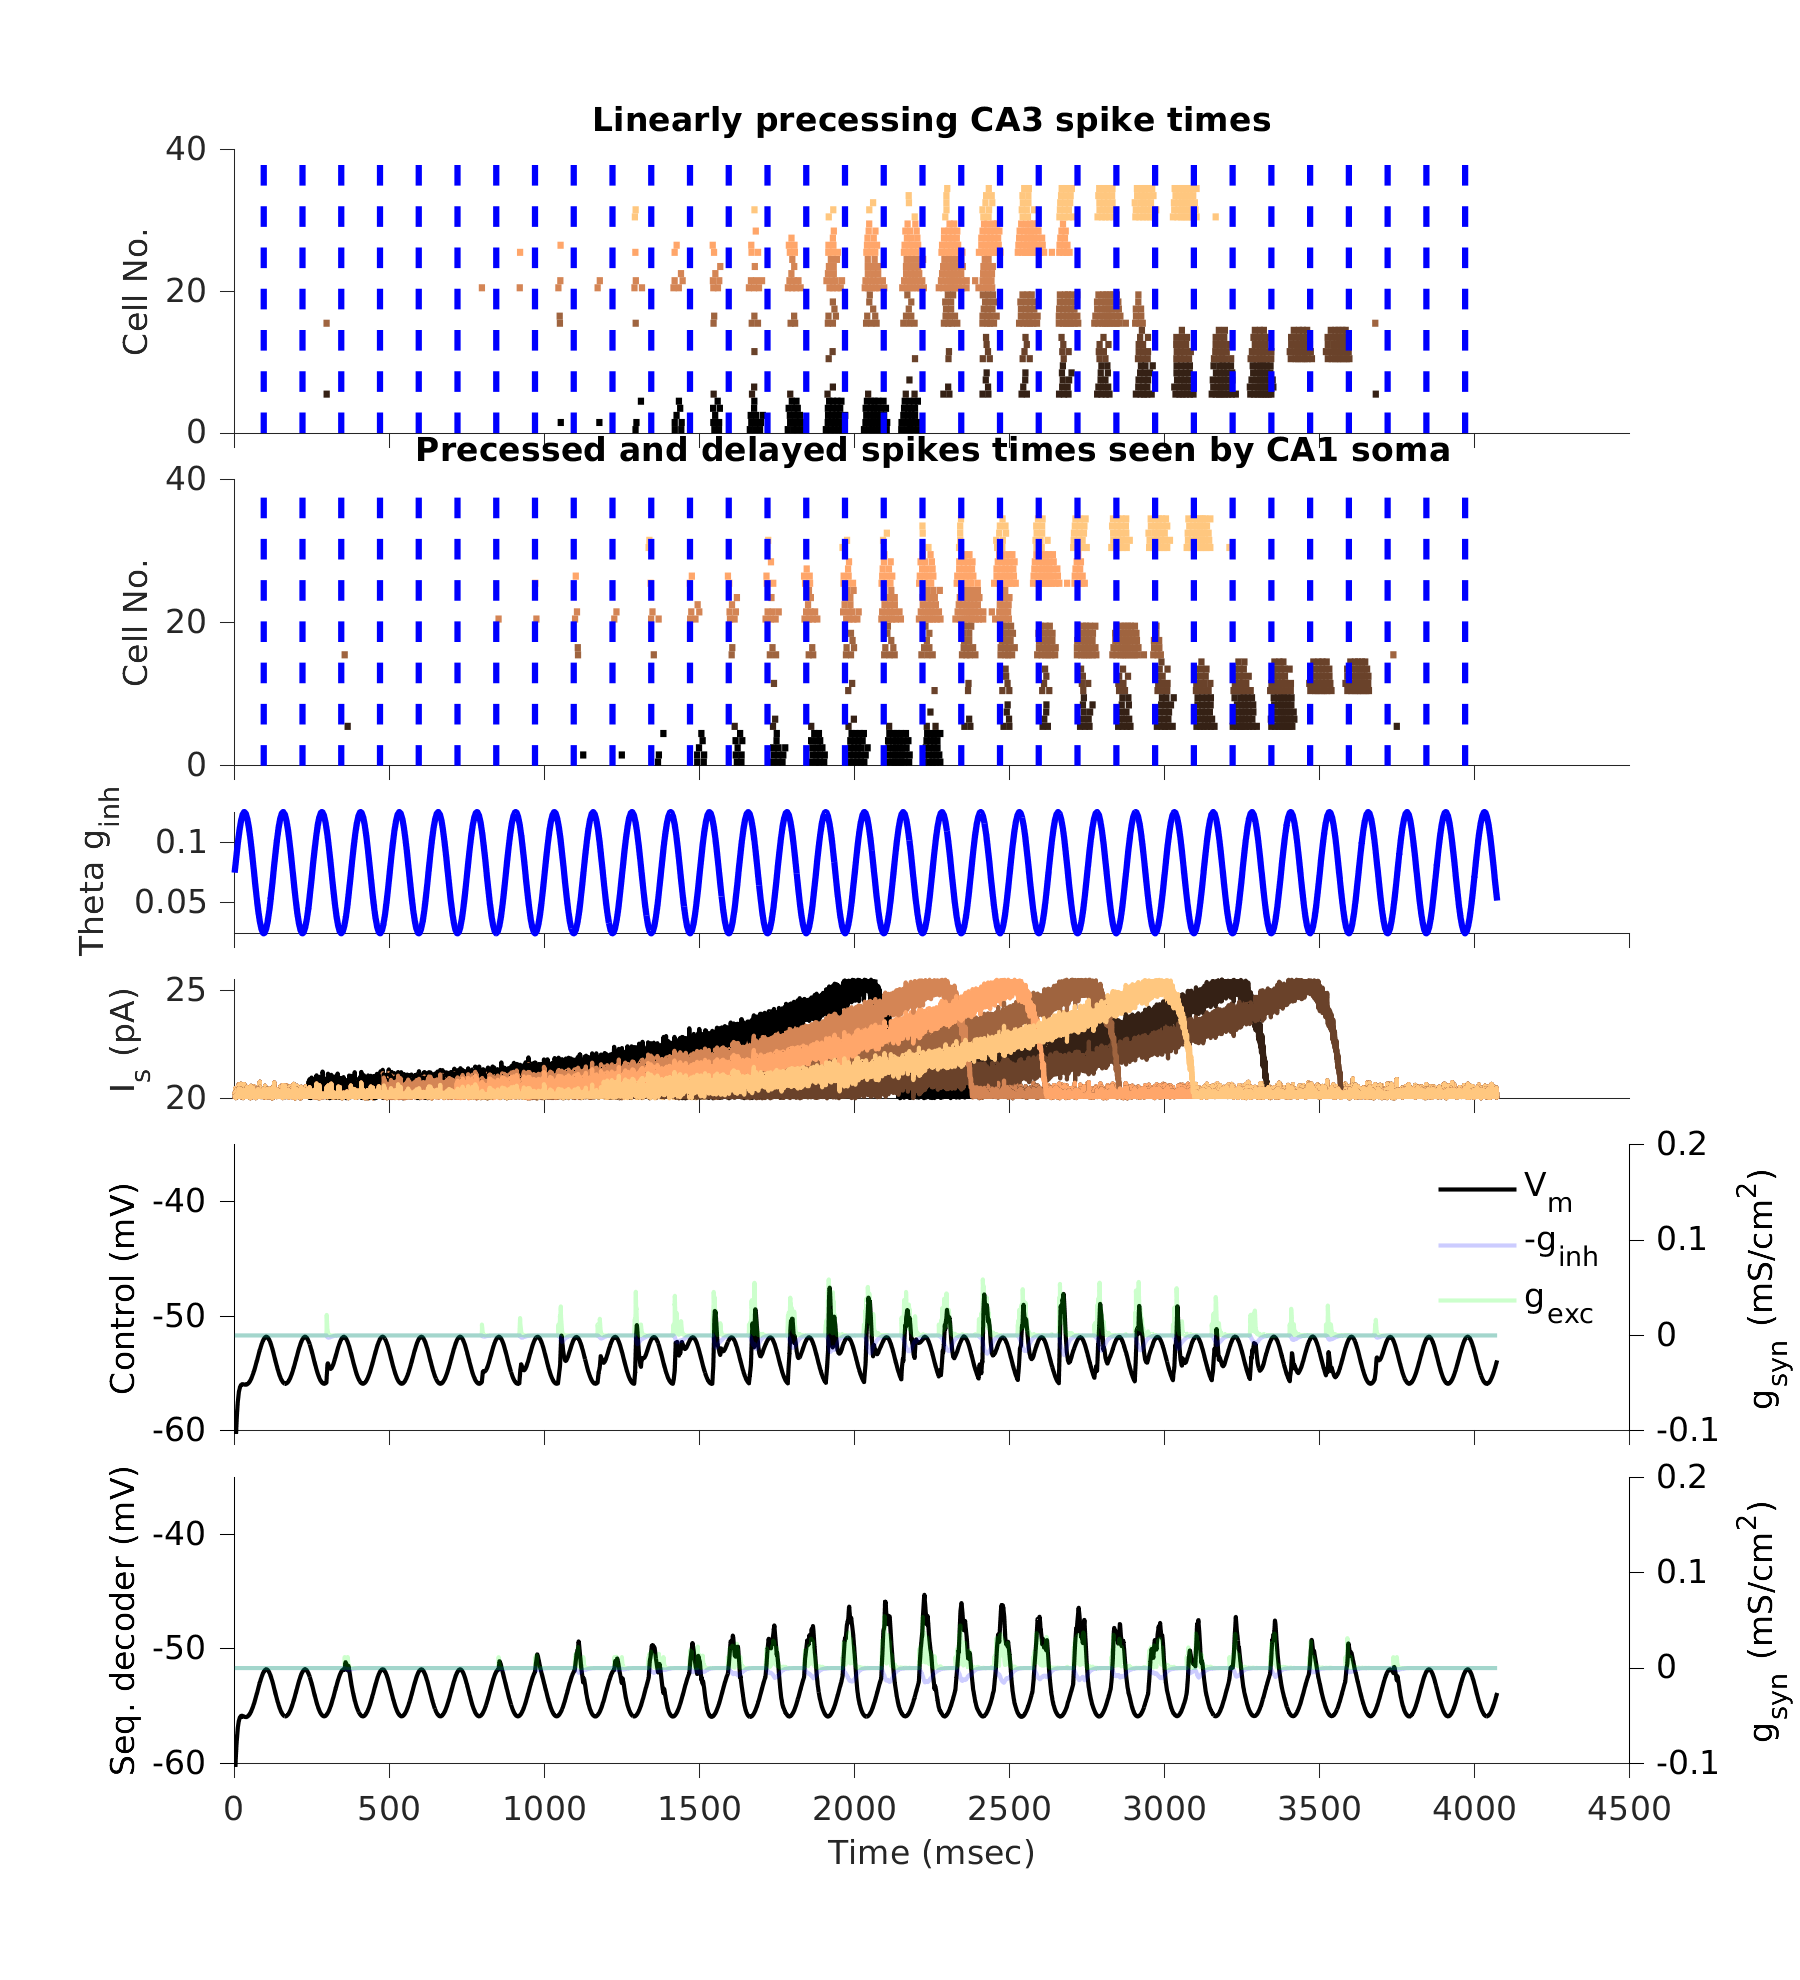 Linearly precessing CA3 spike times
40
20
0
Cell No.
Precessed and delayed spikes times seen by CA1 soma
40
20
0
Cell No.
0.1
0.05
Theta g_inh
25
20
I_s (pA)
-40
-50
-60
Control (mV)
V_m
-g_inh
g_exc
0.2
0.1
0
-0.1
g_syn (mS/cm^2)
-40
-50
-60
Seq. decoder (mV)
0.2
0.1
0
-0.1
g_syn (mS/cm^2)
0 500 1000 1500 2000 2500 3000 3500 4000 4500
Time (msec)